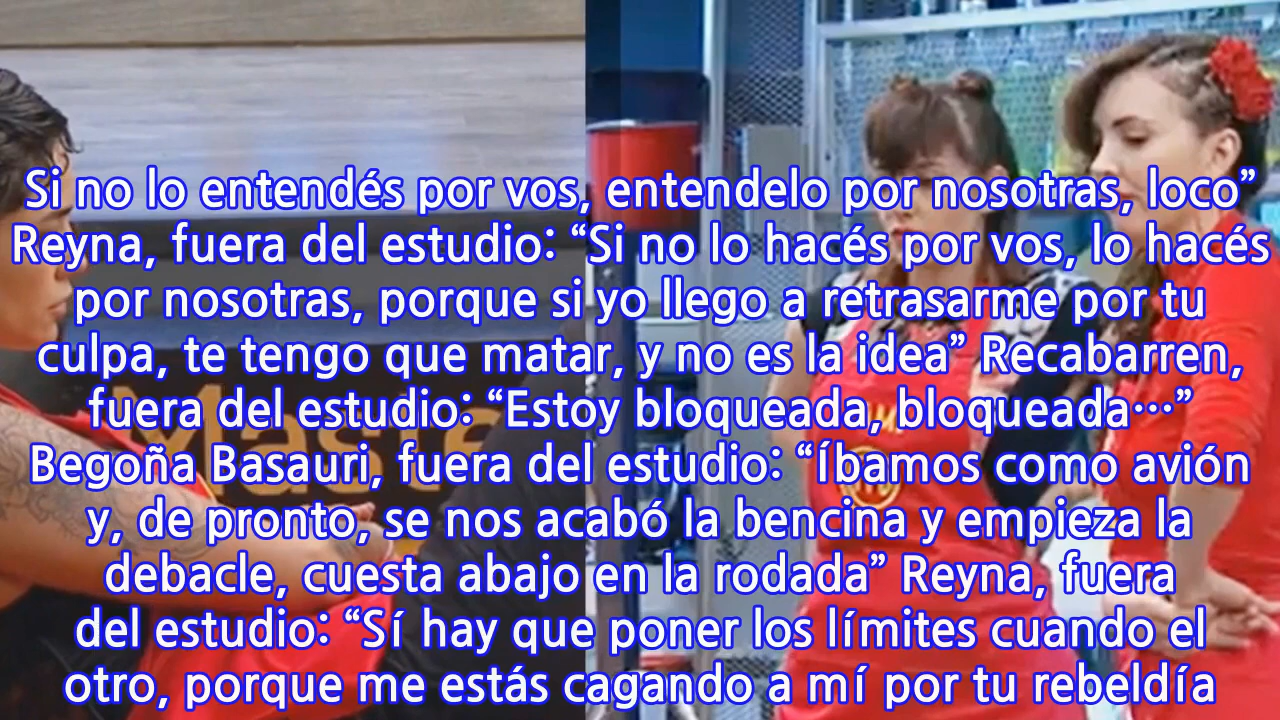 Si no lo entendés por vos, entendelo por nosotras, loco”
Reyna, fuera del estudio: “Si no lo hacés por vos, lo hacés
por nosotras, porque si yo llego a retrasarme por tu
culpa, te tengo que matar, y no es la idea” Recabarren,
fuera del estudio: “Estoy bloqueada, bloqueada…”
Begoña Basauri, fuera del estudio: “Íbamos como avión
y, de pronto, se nos acabó la bencina y empieza la
debacle, cuesta abajo en la rodada” Reyna, fuera
del estudio: “Sí hay que poner los límites cuando el
otro, porque me estás cagando a mí por tu rebeldía